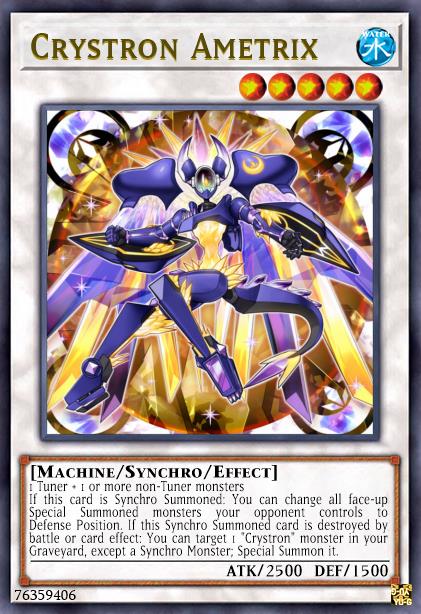 CRYSTRON AMETRIX
WATER
水
[MACHINE/SYNCHRO/EFFECT]
1 Tuner + 1 or more non-Tuner monsters
If this card is Synchro Summoned: You can change all face-up
Special Summoned monsters your opponent controls to
Defense Position. If this Synchro Summoned card is destroyed by
battle or card effect: You can target 1 "Crystron" monster in your
Graveyard, except a Synchro Monster; Special Summon it.
ATK/2500 DEF/1500
76359406